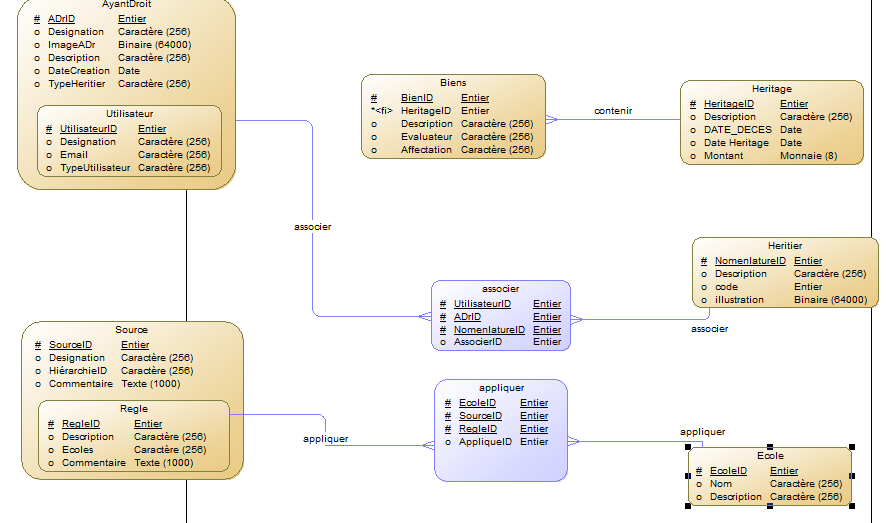 AyantDroit
# ADrID Entier
o Designation Caractère (256)
o ImageADr Binaire (64000)
o Description Caractère (256)
o DateCreation Date
o TypeHeritier Caractère (256)
Utilisateur
# UtilisateurID Entier
o Designation Caractère (256)
o Email Caractère (256)
o TypeUtilisateur Caractère (256)
Biens
# BienID Entier
*<fi> HeritageID Entier
o Description Caractère (256)
o Evaluateur Caractère (256)
o Affectation Caractère (256)
contenir
Heritage
# HeritageID Entier
o Description Caractère (256)
o DATE_DECES Date
o Date Heritage Date
o Montant Monnaie (8)
associer
Heritier
# NomenlatureID Entier
o Description Caractère (256)
o code Entier
o illustration Binaire (64000)
associer
# UtilisateurID Entier
# ADrID Entier
# NomenlatureID Entier
o AssocierID Entier
associer
Source
# SourceID Entier
o Designation Caractère (256)
o HiérarchieID Caractère (256)
o Commentaire Texte (1000)
Regle
# RegleID Entier
o Description Caractère (256)
o Ecoles Caractère (256)
o Commentaire Texte (1000)
appliquer
appliquer
# EcoleID Entier
# SourceID Entier
# RegleID Entier
o AppliqueID Entier
appliquer
Ecole
# EcoleID Entier
o Nom Caractère (256)
o Description Caractère (256)